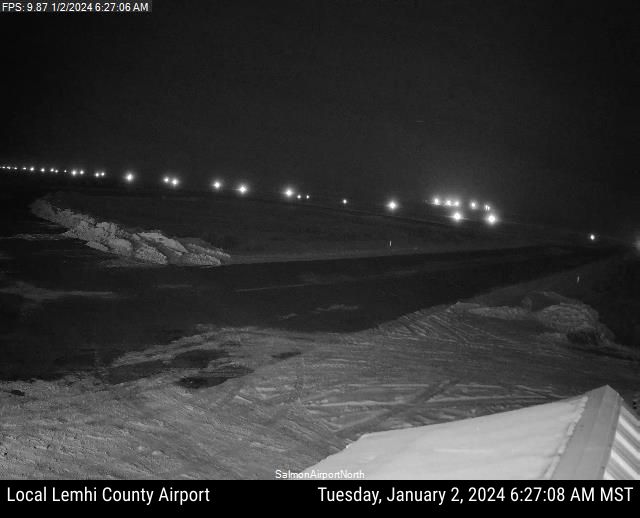 FPS: 9.87 1/2/2024 6:27:06 AM
SalmonAirportNorth
Local Lemhi County Airport
Tuesday, January 2, 2024 6:27:08 AM MST